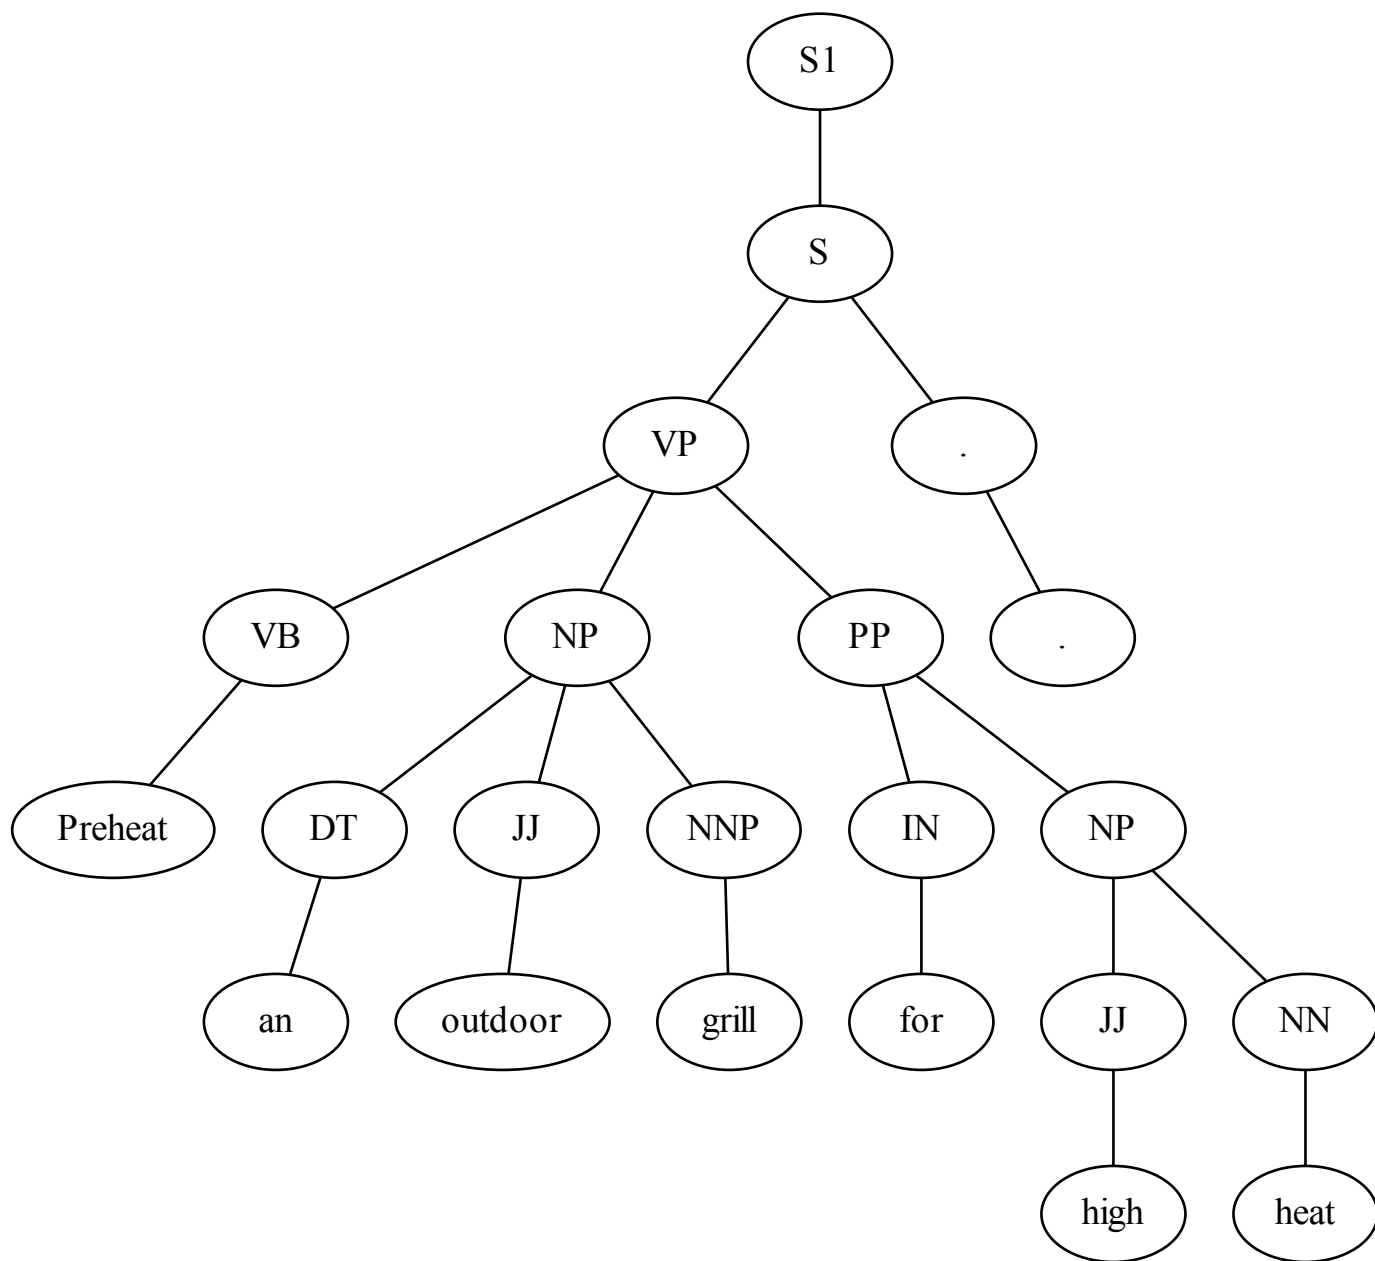 S1
S
VP .
VB NP PP .
Preheat DT JJ NNP IN NP
an outdoor grill for JJ NN
high heat